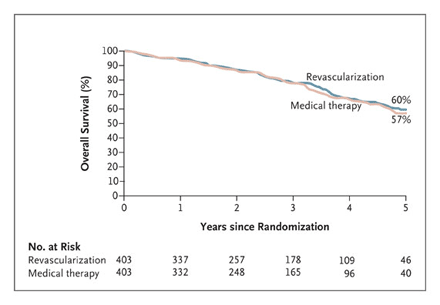 100
90
80
70
60
50
40
30
20
10
0
Overall Survival (%)
Revascularization
Medical therapy
60%
57%
0 1 2 3 4 5
Years since Randomization
No. at Risk
Revascularization 403 337 257 178 109 46
Medical therapy 403 332 248 165 96 40